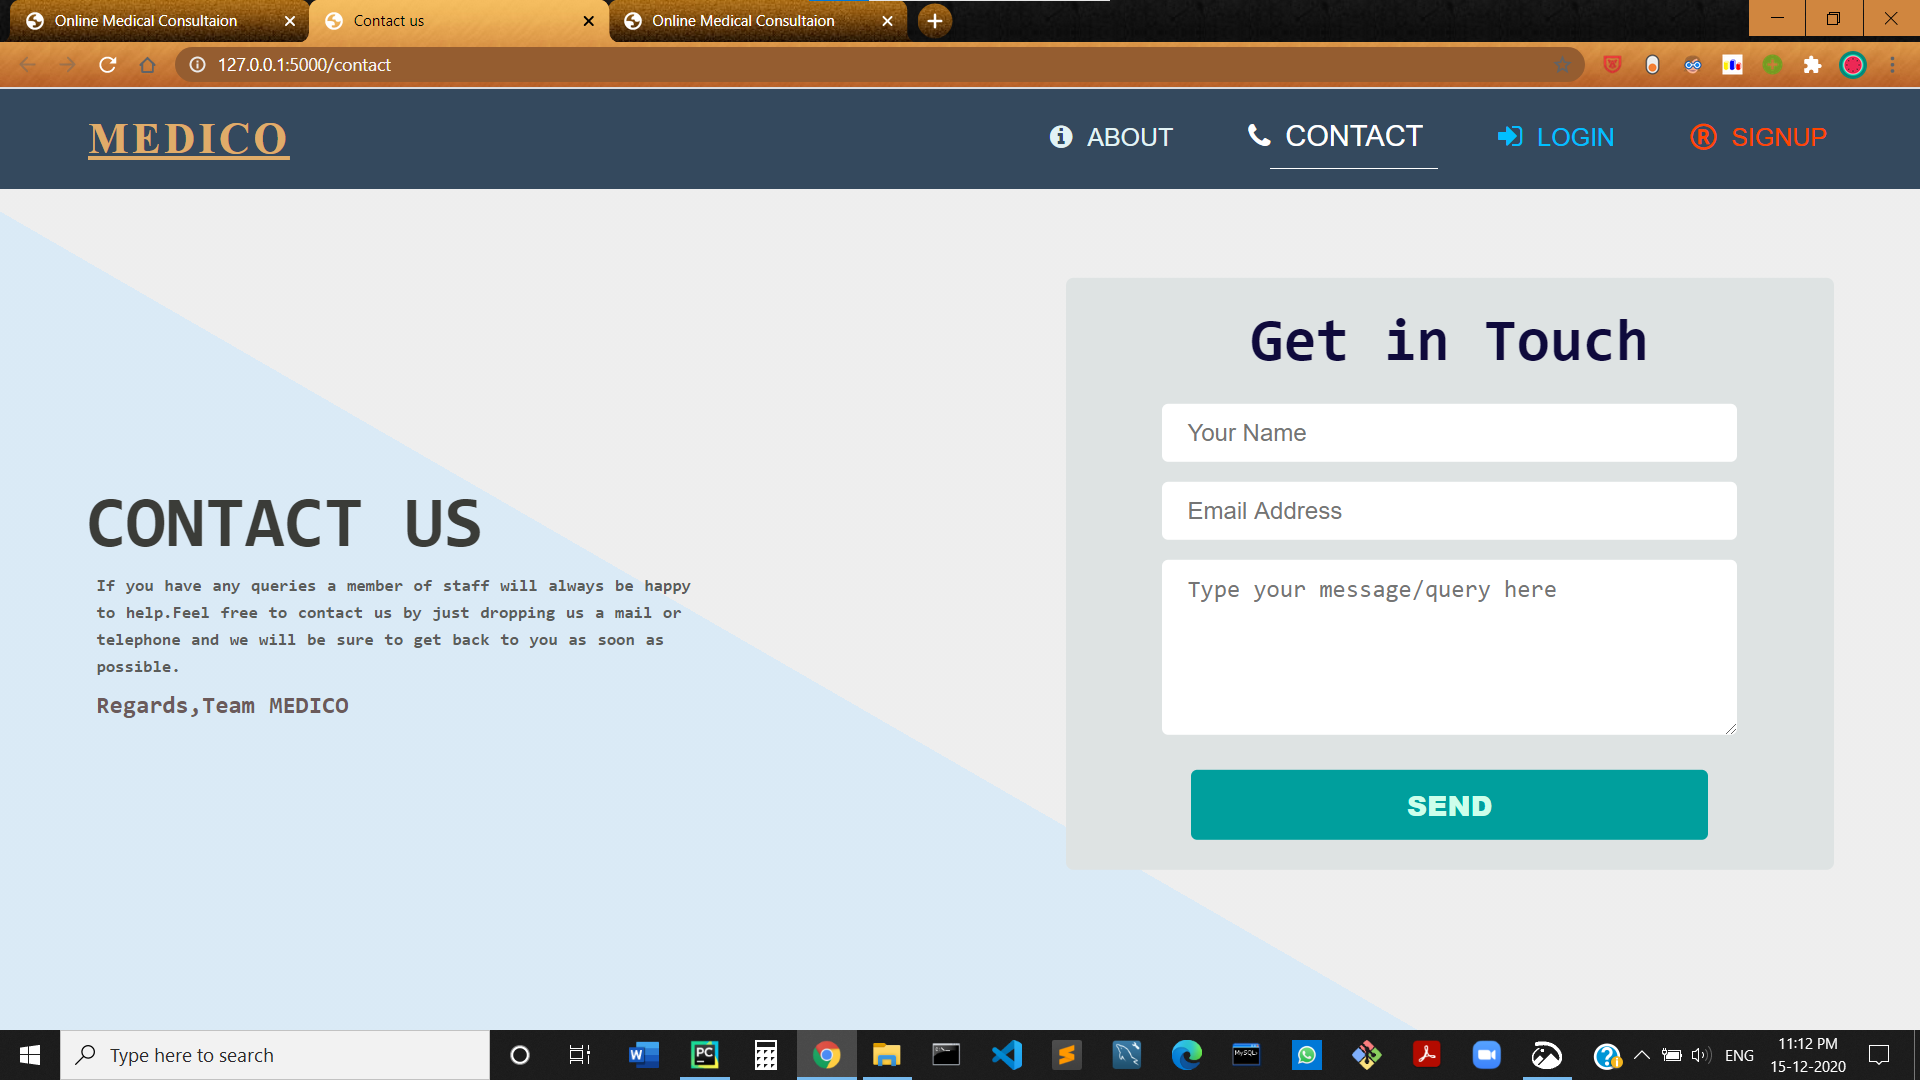 Online Medical Consultaion
Contact us
Online Medical Consultaion
127.0.0.1:5000/contact
MEDICO
ABOUT
CONTACT
LOGIN
® SIGNUP
Get in Touch
Your Name
Email Address
Type your message/query here
SEND
CONTACT US
If you have any queries a member of staff will always be happy
to help.Feel free to contact us by just dropping us a mail or
telephone and we will be sure to get back to you as soon as
possible.
Regards,Team MEDICO
Type here to search
W
PC
MySQL
ENG
11:12 PM
15-12-2020